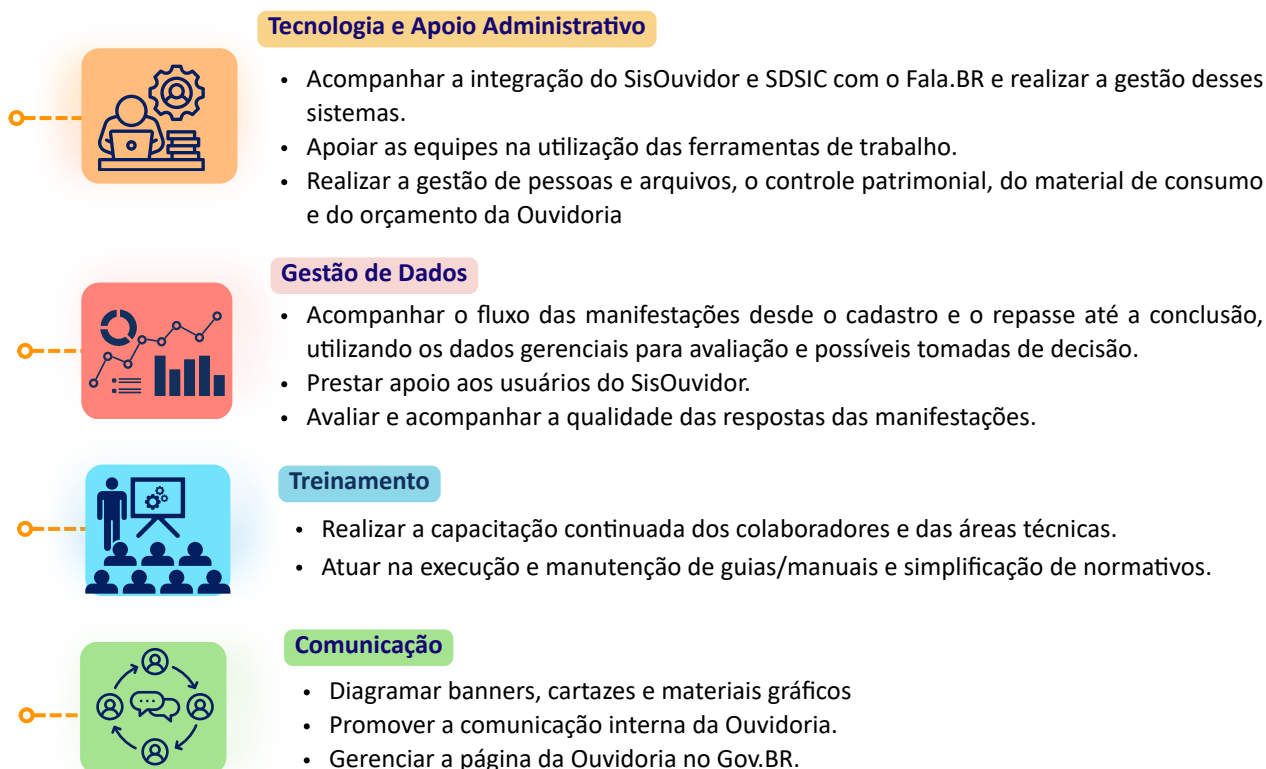 Tecnologia e Apoio Administrativo
• Acompanhar a integração do SisOuvidor e SDSIC com o Fala.BR e realizar a gestão desses
sistemas.
• Apoiar as equipes na utilização das ferramentas de trabalho.
• Realizar a gestão de pessoas e arquivos, o controle patrimonial, do material de consumo
e do orçamento da Ouvidoria
Gestão de Dados
• Acompanhar o fluxo das manifestações desde o cadastro e o repasse até a conclusão,
utilizando os dados gerenciais para avaliação e possíveis tomadas de decisão.
• Prestar apoio aos usuários do SisOuvidor.
• Avaliar e acompanhar a qualidade das respostas das manifestações.
Treinamento
• Realizar a capacitação continuada dos colaboradores e das áreas técnicas.
• Atuar na execução e manutenção de guias/manuais e simplificação de normativos.
Comunicação
• Diagramar banners, cartazes e materiais gráficos
• Promover a comunicação interna da Ouvidoria.
• Gerenciar a página da Ouvidoria no Gov.BR.